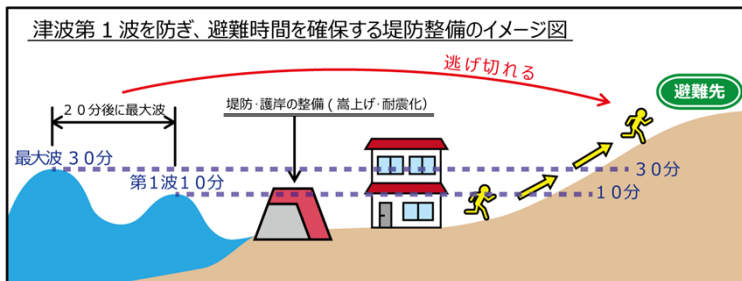 津波第1波を防ぎ、避難時間を確保する堤防整備のイメージ図
逃げ切れる
避難先
20分後に最大波
堤防・護岸の整備(嵩上げ・耐震化)
最大波30分
第1波10分
30分
10分